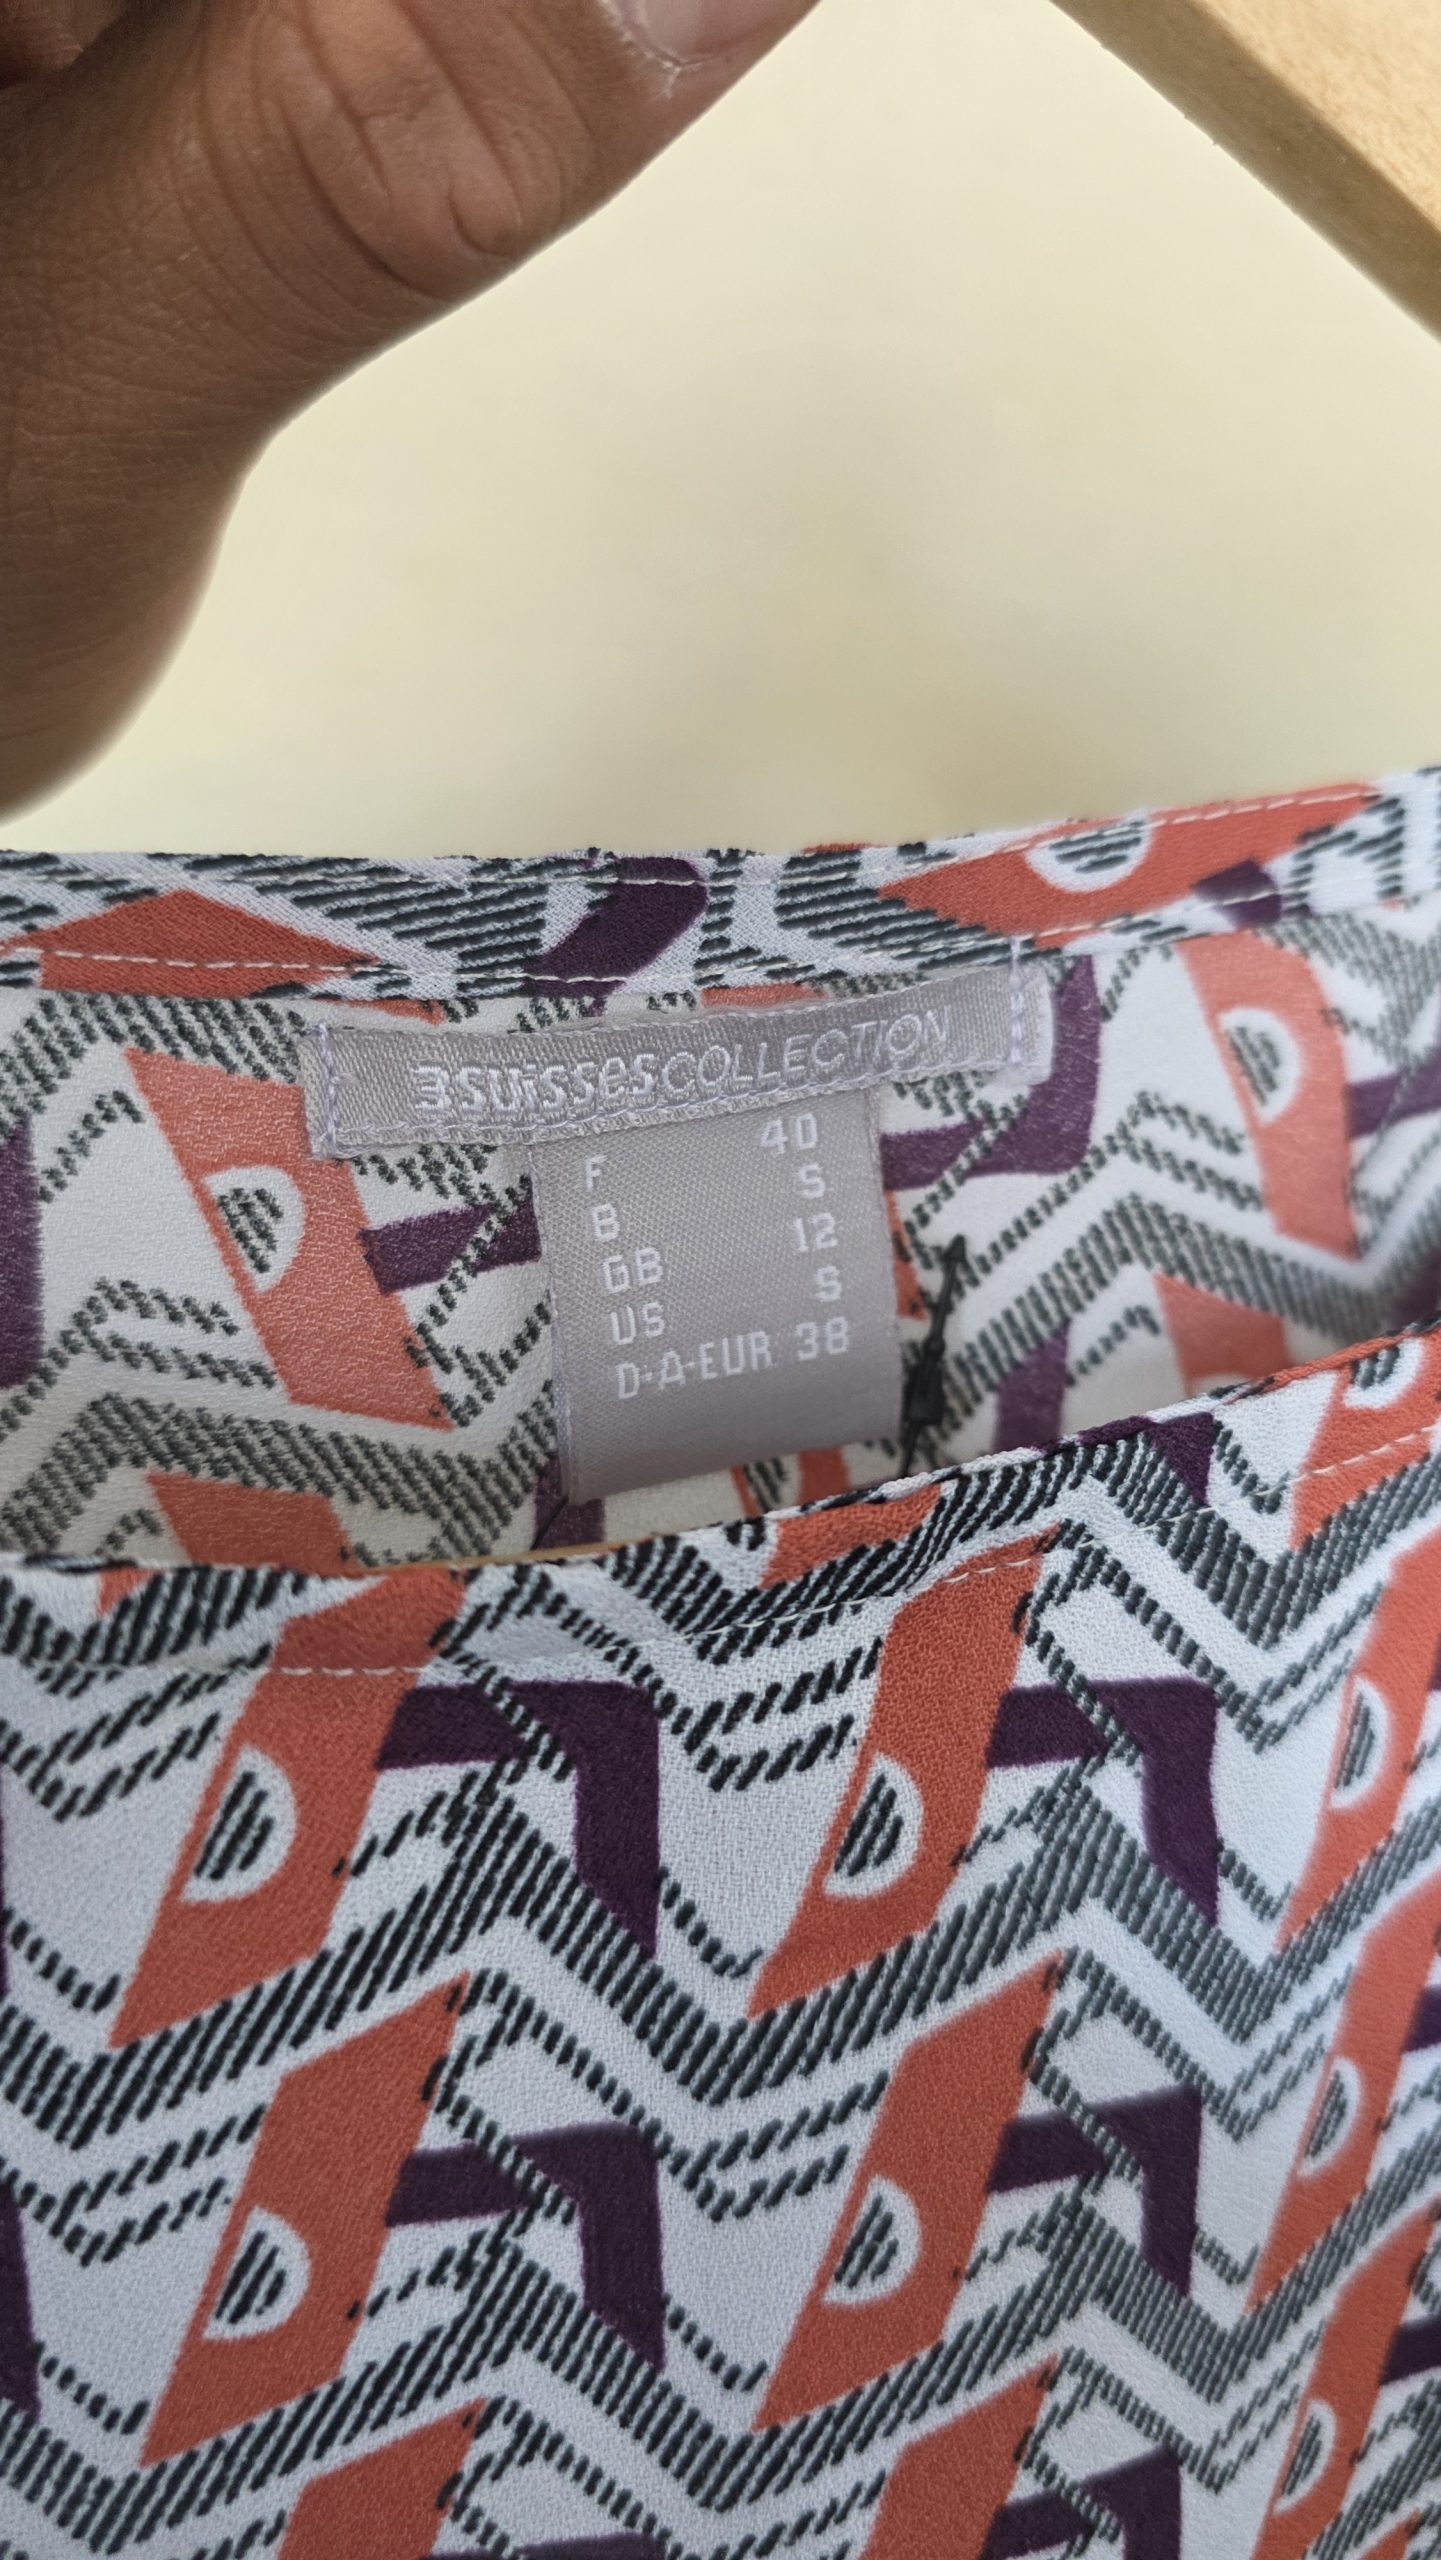 3suissescollection
F 40
B S
GB 12
US S
D·A·EUR 38